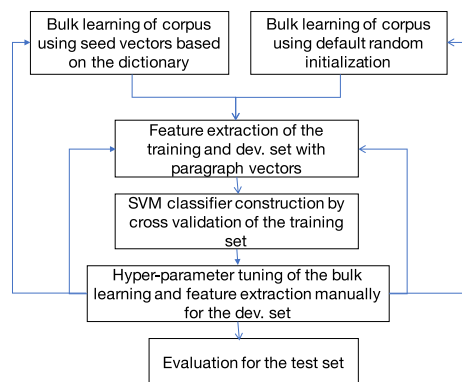 Bulk learning of corpus
using seed vectors based
on the dictionary
Bulk learning of corpus
using default random
initialization
Feature extraction of the
training and dev. set with
paragraph vectors
SVM classifier construction by
cross validation of the training
set
Hyper-parameter tuning of the bulk
learning and feature extraction manually
for the dev. set
Evaluation for the test set